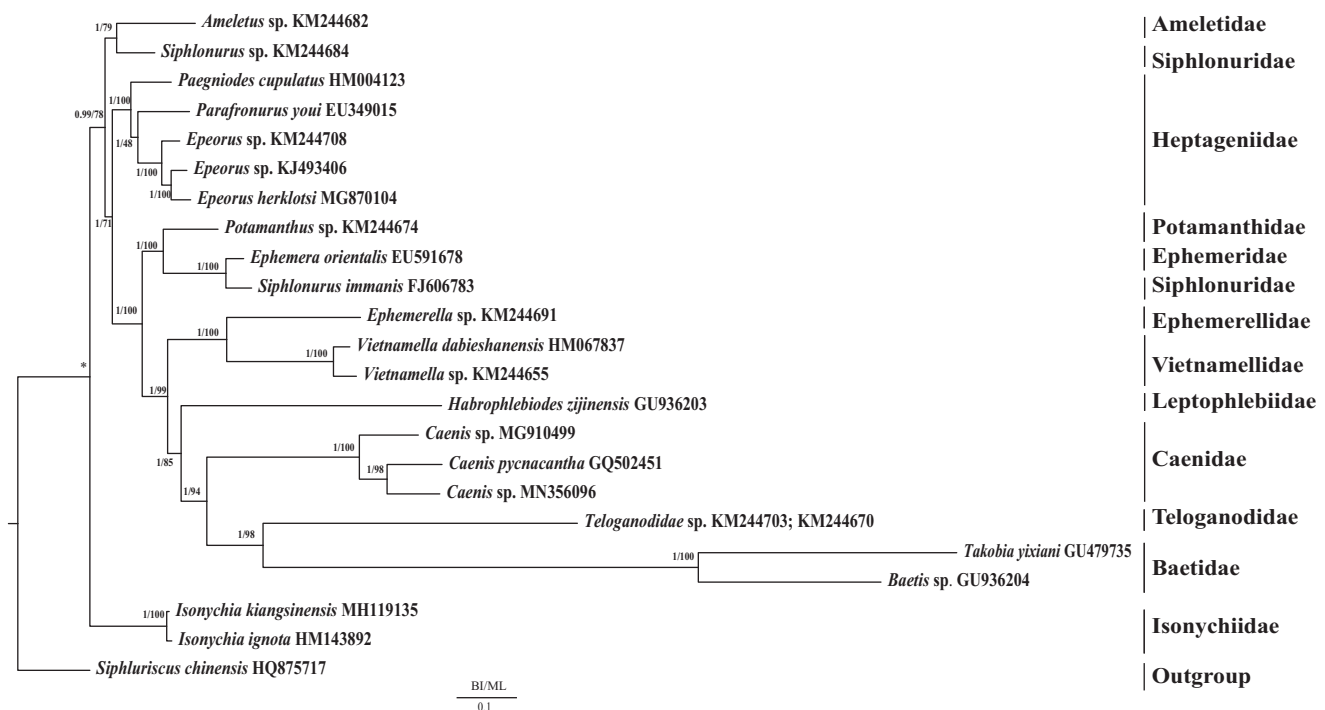 1/79
Ameletus sp. KM244682
Ameletidae
Siphlonurus sp. KM244684
Siphlonuridae
Paegniodes cupulatus HM004123
1/100
0.99/78
Parafronurus youi EU349015
1/48
Epeorus sp. KM244708
Heptageniidae
1/100
Epeorus sp. KJ493406
1/100
Epeorus herklotsi MG870104
1/71
Potamanthus sp. KM244674
Potamanthidae
1/100
Ephemera orientalis EU591678
Ephemeridae
1/100
Siphlonurus immanis FJ606783
Siphlonuridae
1/100
Ephemerella sp. KM244691
Ephemerellidae
1/100
Vietnamella dabieshanensis HM067837
1/100
Vietnamellidae
*
Vietnamella sp. KM244655
1/99
Habrophlebiodes zijinensis GU936203
Leptophlebiidae
Caenis sp. MG910499
1/100
1/85
Caenis pycnacantha GQ502451
1/98
Caenidae
1/94
Caenis sp. MN356096
Teloganodidae sp. KM244703; KM244670
Teloganodidae
1/98
Takobia yixiani GU479735
1/100
Baetidae
Baetis sp. GU936204
Isonychia kiangsinensis MH119135
1/100
Isonychiidae
Isonychia ignota HM143892
Siphluriscus chinensis HQ875717
Outgroup
BI/ML
0.1